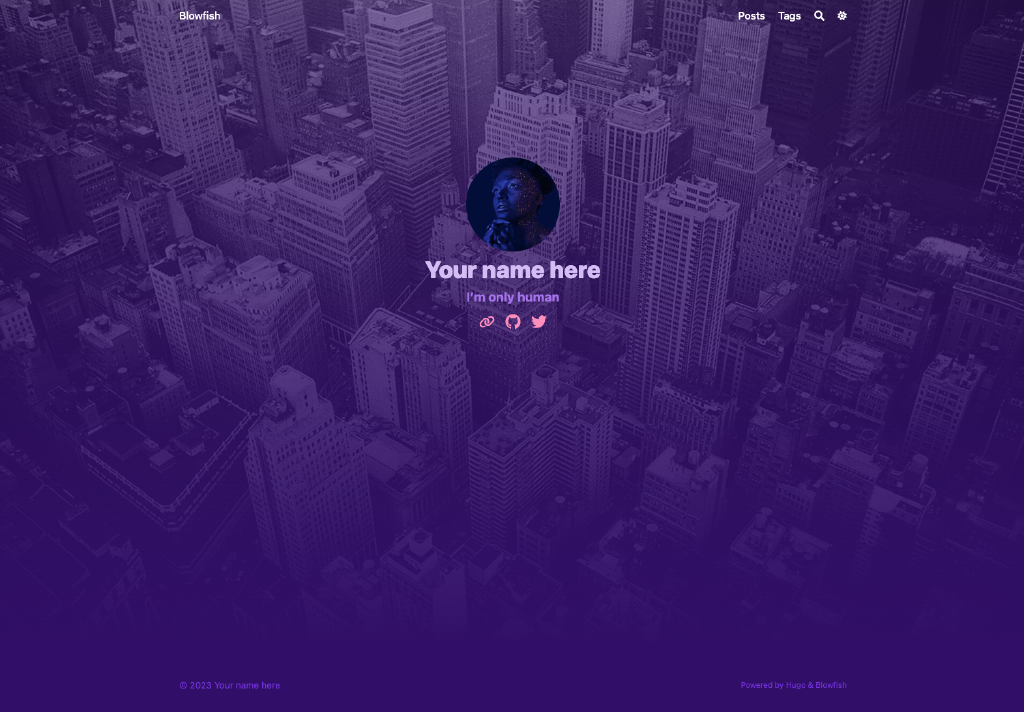 Blowfish
Posts Tags
Your name here
I'm only human
© 2023 Your name here
Powered by Hugo & Blowfish